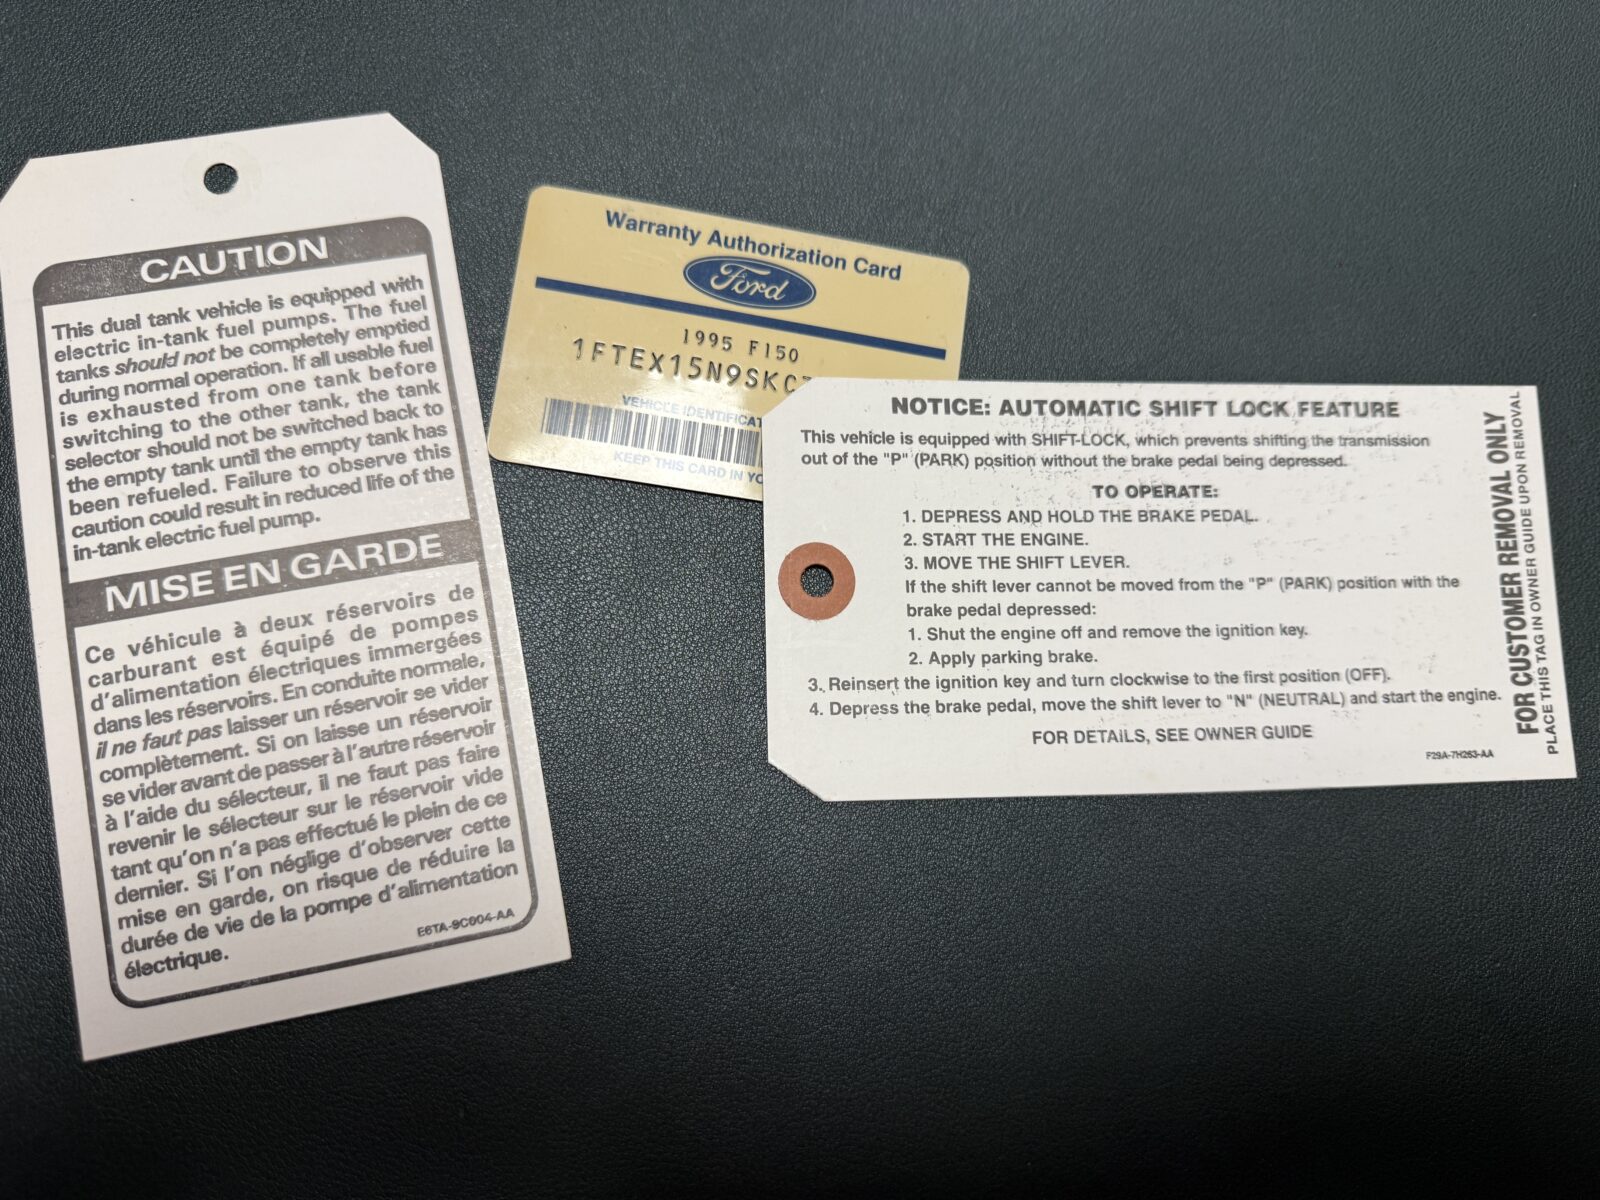 CAUTION
This dual tank vehicle is equipped with
electric in-tank fuel pumps. The fuel
tanks should not be completely emptied
during normal operation. If all usable fuel
is exhausted from one tank before
switching to the other tank, the tank
selector should not be switched back to
the empty tank until the empty tank has
been refueled. Failure to observe this
caution could result in reduced life of the
in-tank electric fuel pump.
MISE EN GARDE
Ce véhicule à deux réservoirs de
carburant est équipé de pompes
d'alimentation électriques immergées
dans les réservoirs. En conduite normale,
il ne faut pas laisser un réservoir se vider
complètement. Si on laisse un réservoir
se vider avant de passer à l'autre réservoir
à l'aide du sélecteur, il ne faut pas faire
revenir le sélecteur sur le réservoir vide
tant qu'on n'a pas effectué le plein de ce
dernier. Si l'on néglige d'observer cette
mise en garde, on risque de réduire la
durée de vie de la pompe d'alimentation
électrique.
E6TA-9C004-AA
Warranty Authorization Card
Ford
1995 F150
1FTEX15N9SKC
VEHICLE IDENTIFICAT
KEEP THIS CARD IN YO
NOTICE: AUTOMATIC SHIFT LOCK FEATURE
This vehicle is equipped with SHIFT-LOCK, which prevents shifting the transmission
out of the "P" (PARK) position without the brake pedal being depressed.
TO OPERATE:
1. DEPRESS AND HOLD THE BRAKE PEDAL.
2. START THE ENGINE.
3. MOVE THE SHIFT LEVER.
If the shift lever cannot be moved from the "P" (PARK) position with the
brake pedal depressed:
1. Shut the engine off and remove the ignition key.
2. Apply parking brake.
3. Reinsert the ignition key and turn clockwise to the first position (OFF).
4. Depress the brake pedal, move the shift lever to "N" (NEUTRAL) and start the engine.
FOR DETAILS, SEE OWNER GUIDE
F29A-7H263-AA
FOR CUSTOMER REMOVAL ONLY
PLACE THIS TAG IN OWNER GUIDE UPON REMOVAL